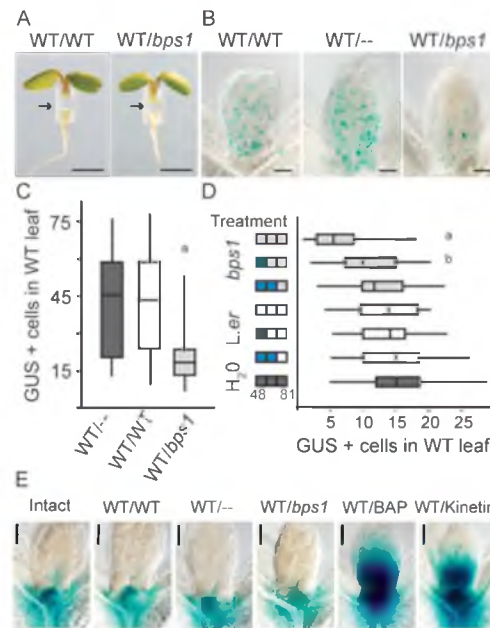 A
WT/WT WT/bps1
B
WT/WT WT/-- WT/bps1
C
GUS + cells in WT leaf
75
45
15
a
WT/--
WT/WT
WT/bps1
D
Treatment
bps1
L.er
H20
48 81
a
b
5 10 15 20 25
GUS + cells in WT leaf
E
Intact WT/WT WT/-- WT/bps1 WT/BAP WT/Kinetin